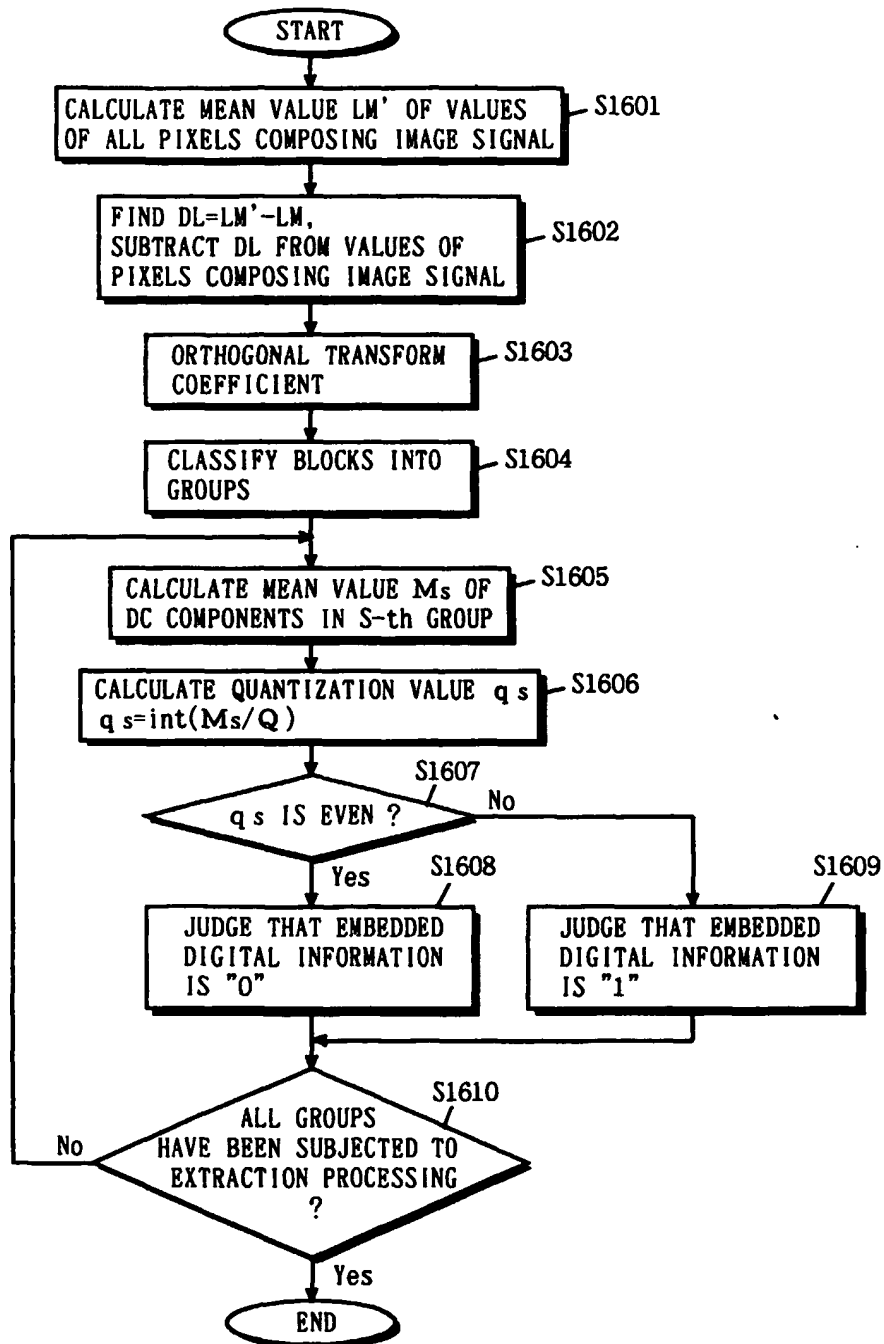 START
CALCULATE MEAN VALUE LM' OF VALUES
OF ALL PIXELS COMPOSING IMAGE SIGNAL
S1601
FIND DL=LM'-LM,
SUBTRACT DL FROM VALUES OF
PIXELS COMPOSING IMAGE SIGNAL
S1602
ORTHOGONAL TRANSFORM
COEFFICIENT
S1603
CLASSIFY BLOCKS INTO
GROUPS
S1604
CALCULATE MEAN VALUE Ms OF
DC COMPONENTS IN S-th GROUP
S1605
CALCULATE QUANTIZATION VALUE q s
q s=int(Ms/Q)
S1606
S1607
q s IS EVEN ?
No
Yes
S1608
JUDGE THAT EMBEDDED
DIGITAL INFORMATION
IS "0"
S1609
JUDGE THAT EMBEDDED
DIGITAL INFORMATION
IS "1"
S1610
ALL GROUPS
HAVE BEEN SUBJECTED TO
EXTRACTION PROCESSING
?
No
Yes
END